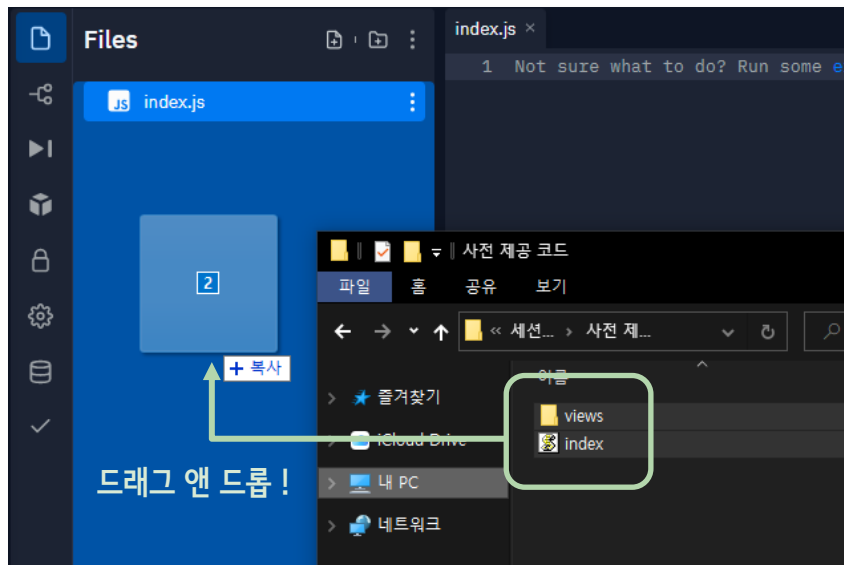 Files
index.js ×
1 Not sure what to do? Run some e
JS index.js
2
+ 복사
드래그 앤 드롭 !
사전 제공 코드
파일 홈 공유 보기
« 세션... › 사전 제...
이름
즐겨찾기
views
iCloud Drive
index
내 PC
네트워크